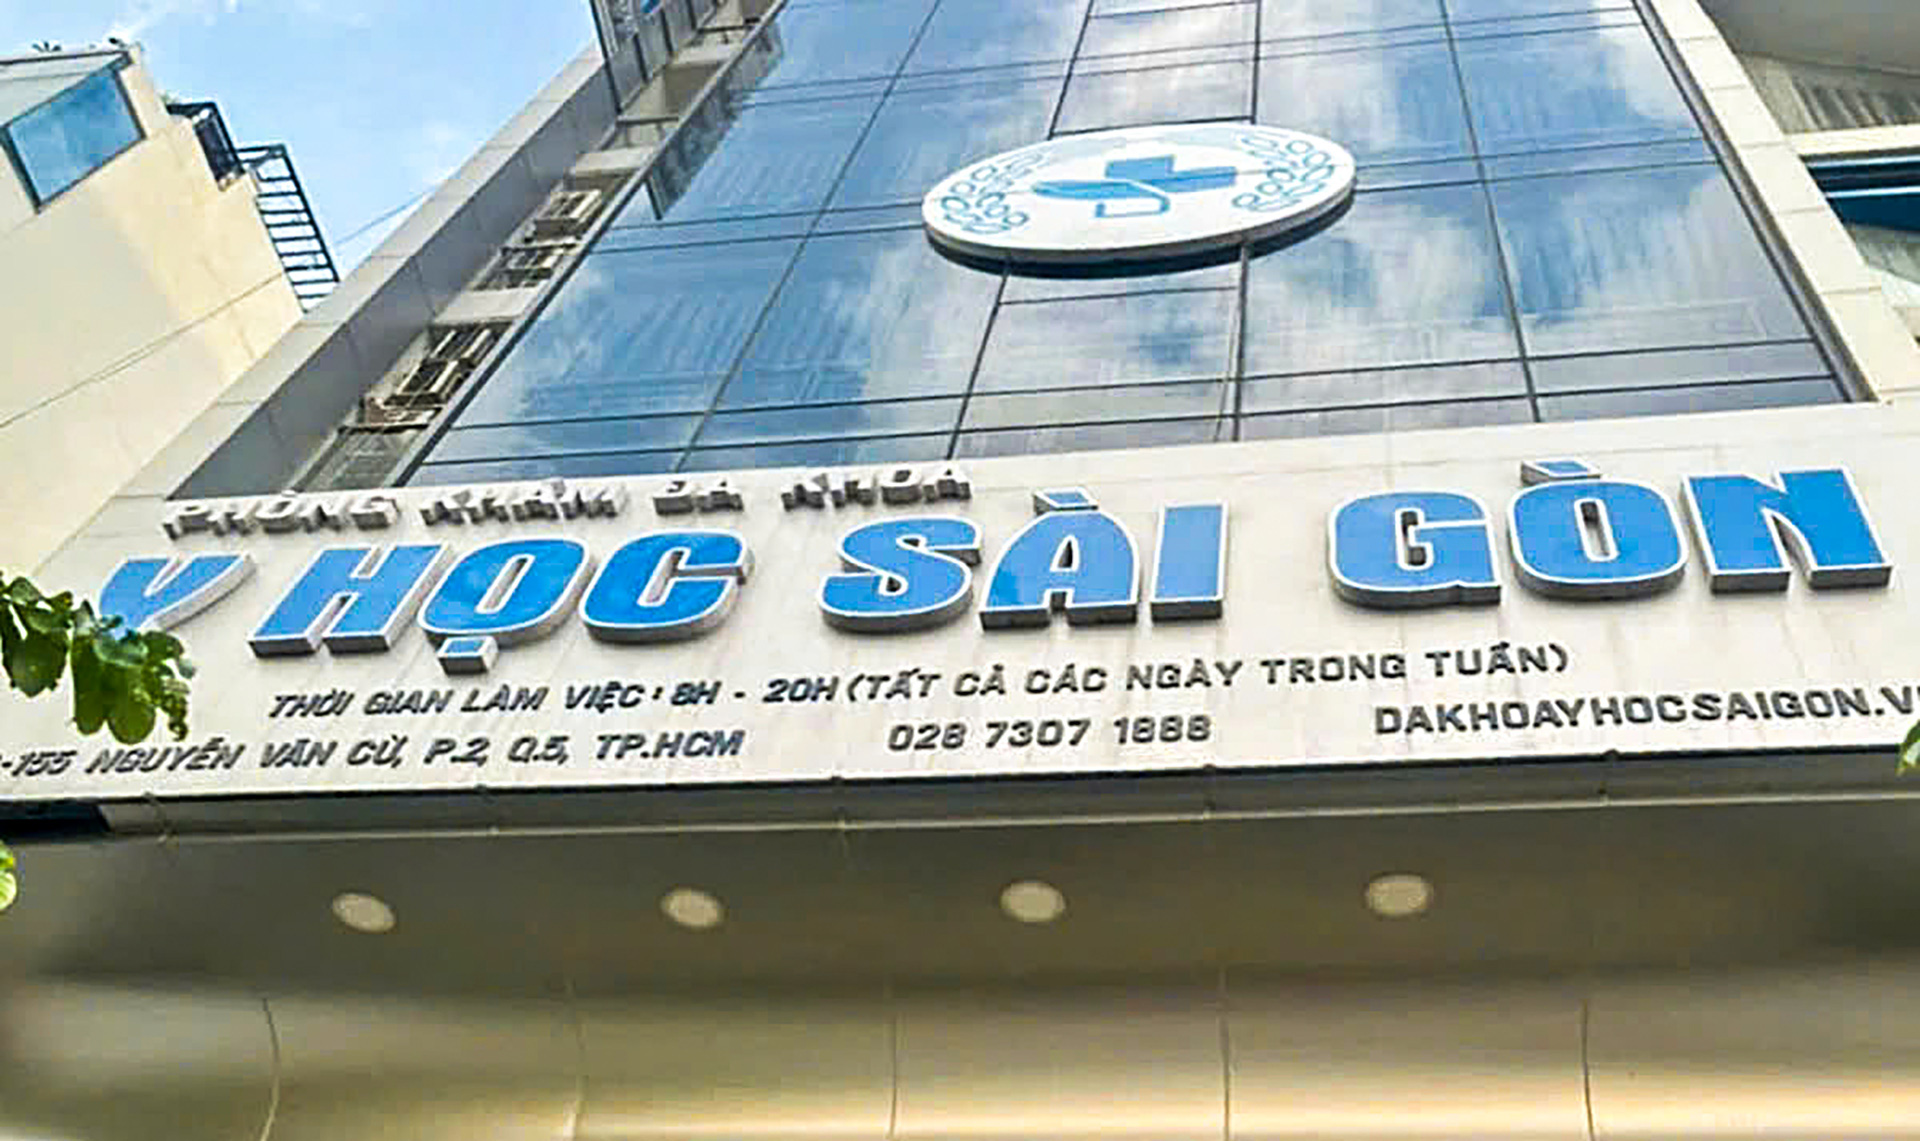 PHÒNG KHÁM ĐA KHOA
Y HỌC SÀI GÒN
THỜI GIAN LÀM VIỆC: 8H - 20H (TẤT CẢ CÁC NGÀY TRONG TUẦN)
-155 NGUYỄN VĂN CỪ, P.2, Q.5, TP.HCM
028 7307 1888
DAKHOAYHOCSAIGON.V